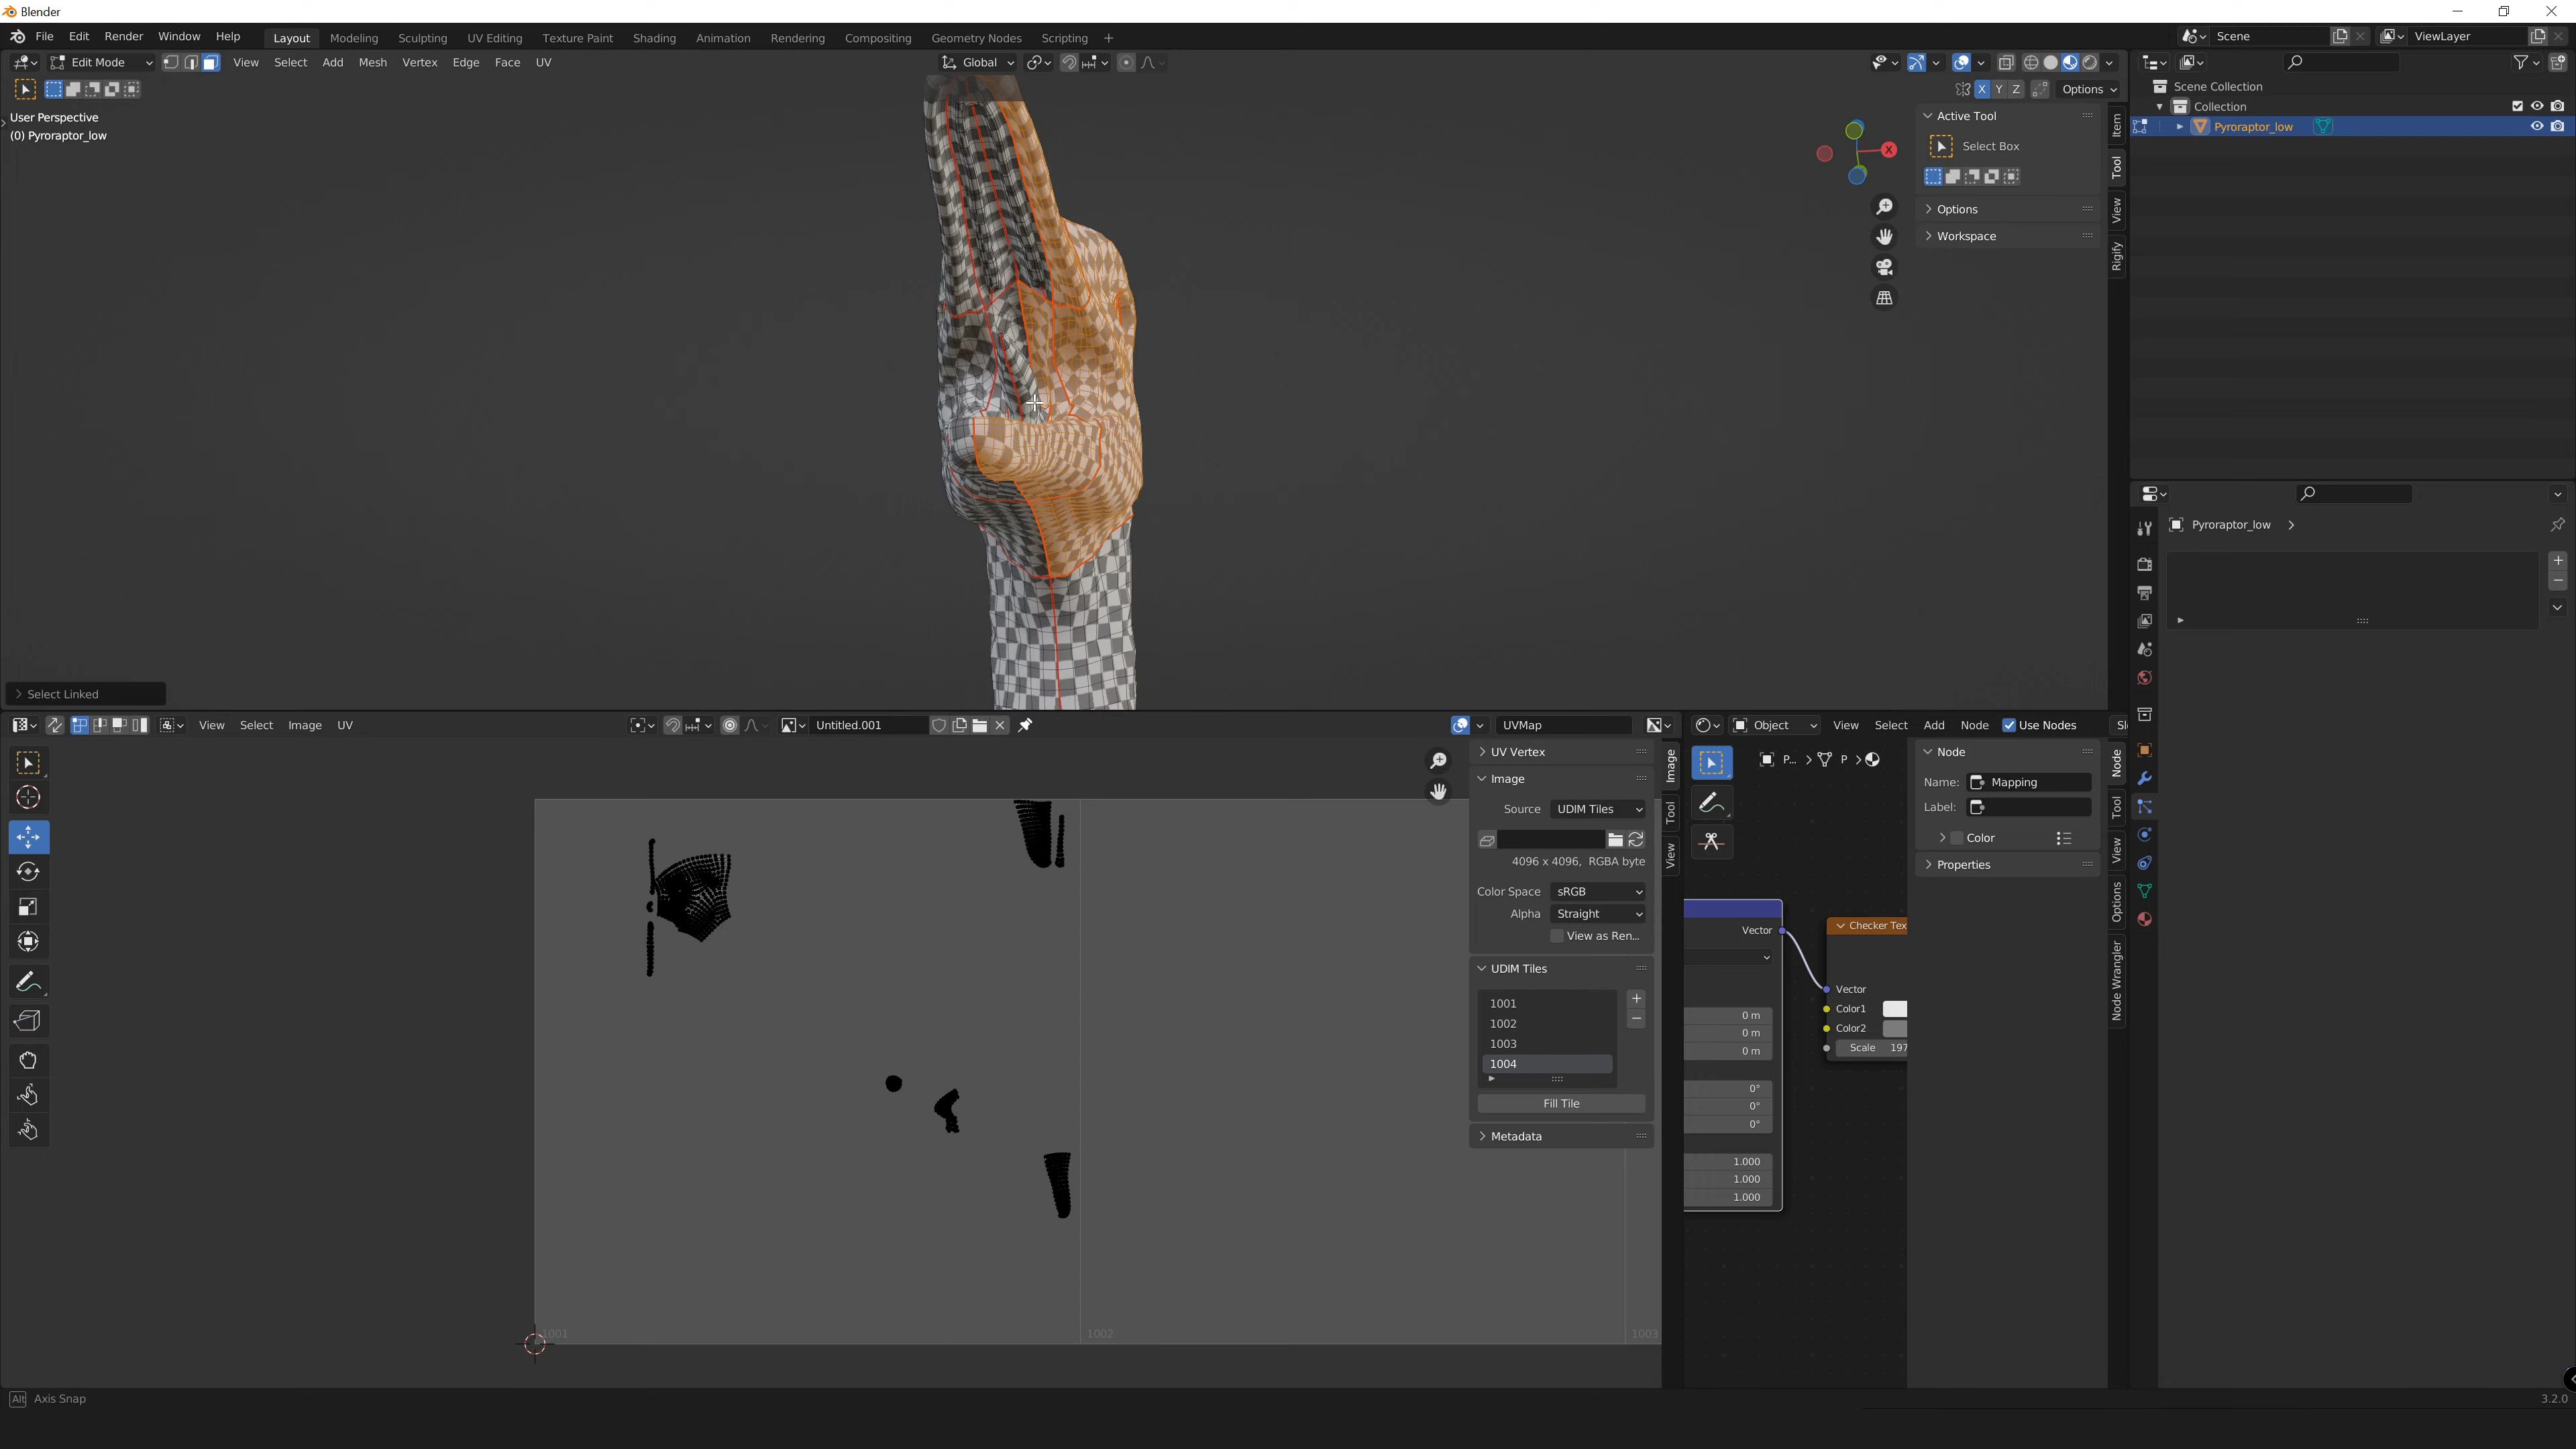 Blender
File Edit Render Window Help Layout Modeling Sculpting UV Editing Texture Paint Shading Animation Rendering Compositing Geometry Nodes Scripting + Scene ViewLayer
Edit Mode View Select Add Mesh Vertex Edge Face UV Global
X Y Z Options
User Perspective
(0) Pyroraptor_low
X
Active Tool
Select Box
Options
Workspace
Item
Tool
View
Rigify
Scene Collection
Collection
Pyroraptor_low
Pyroraptor_low
Select Linked
View Select Image UV Untitled.001 UVMap
UV Vertex
Image
Source UDIM Tiles
4096 x 4096, RGBA byte
Color Space sRGB
Alpha Straight
View as Ren...
UDIM Tiles
1001
1002
1003
1004
Fill Tile
Metadata
Image
Tool
View
1001
1002
1003
Object View Select Add Node Use Nodes Sl
P... P
Node
Name: Mapping
Label:
Color
Properties
Vector
0 m
0 m
0 m
0°
0°
0°
1.000
1.000
1.000
Checker Tex
Vector
Color1
Color2
Scale 197
Node
Tool
View
Options
Node Wrangler
Alt Axis Snap
3.2.0